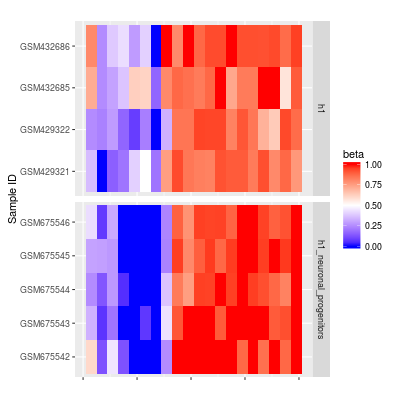 GSM432686
GSM432685
GSM429322
GSM429321
h1
GSM675546
GSM675545
GSM675544
GSM675543
GSM675542
h1_neuronal_progenitors
Sample ID
beta
1.00
0.75
0.50
0.25
0.00